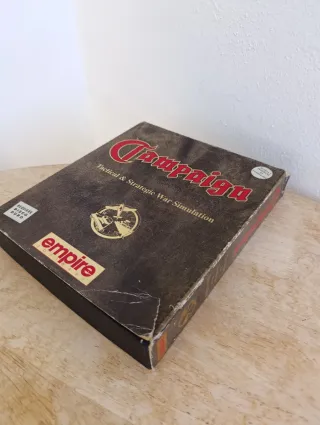 Campaign
Tactical & Strategic War Simulation
empire